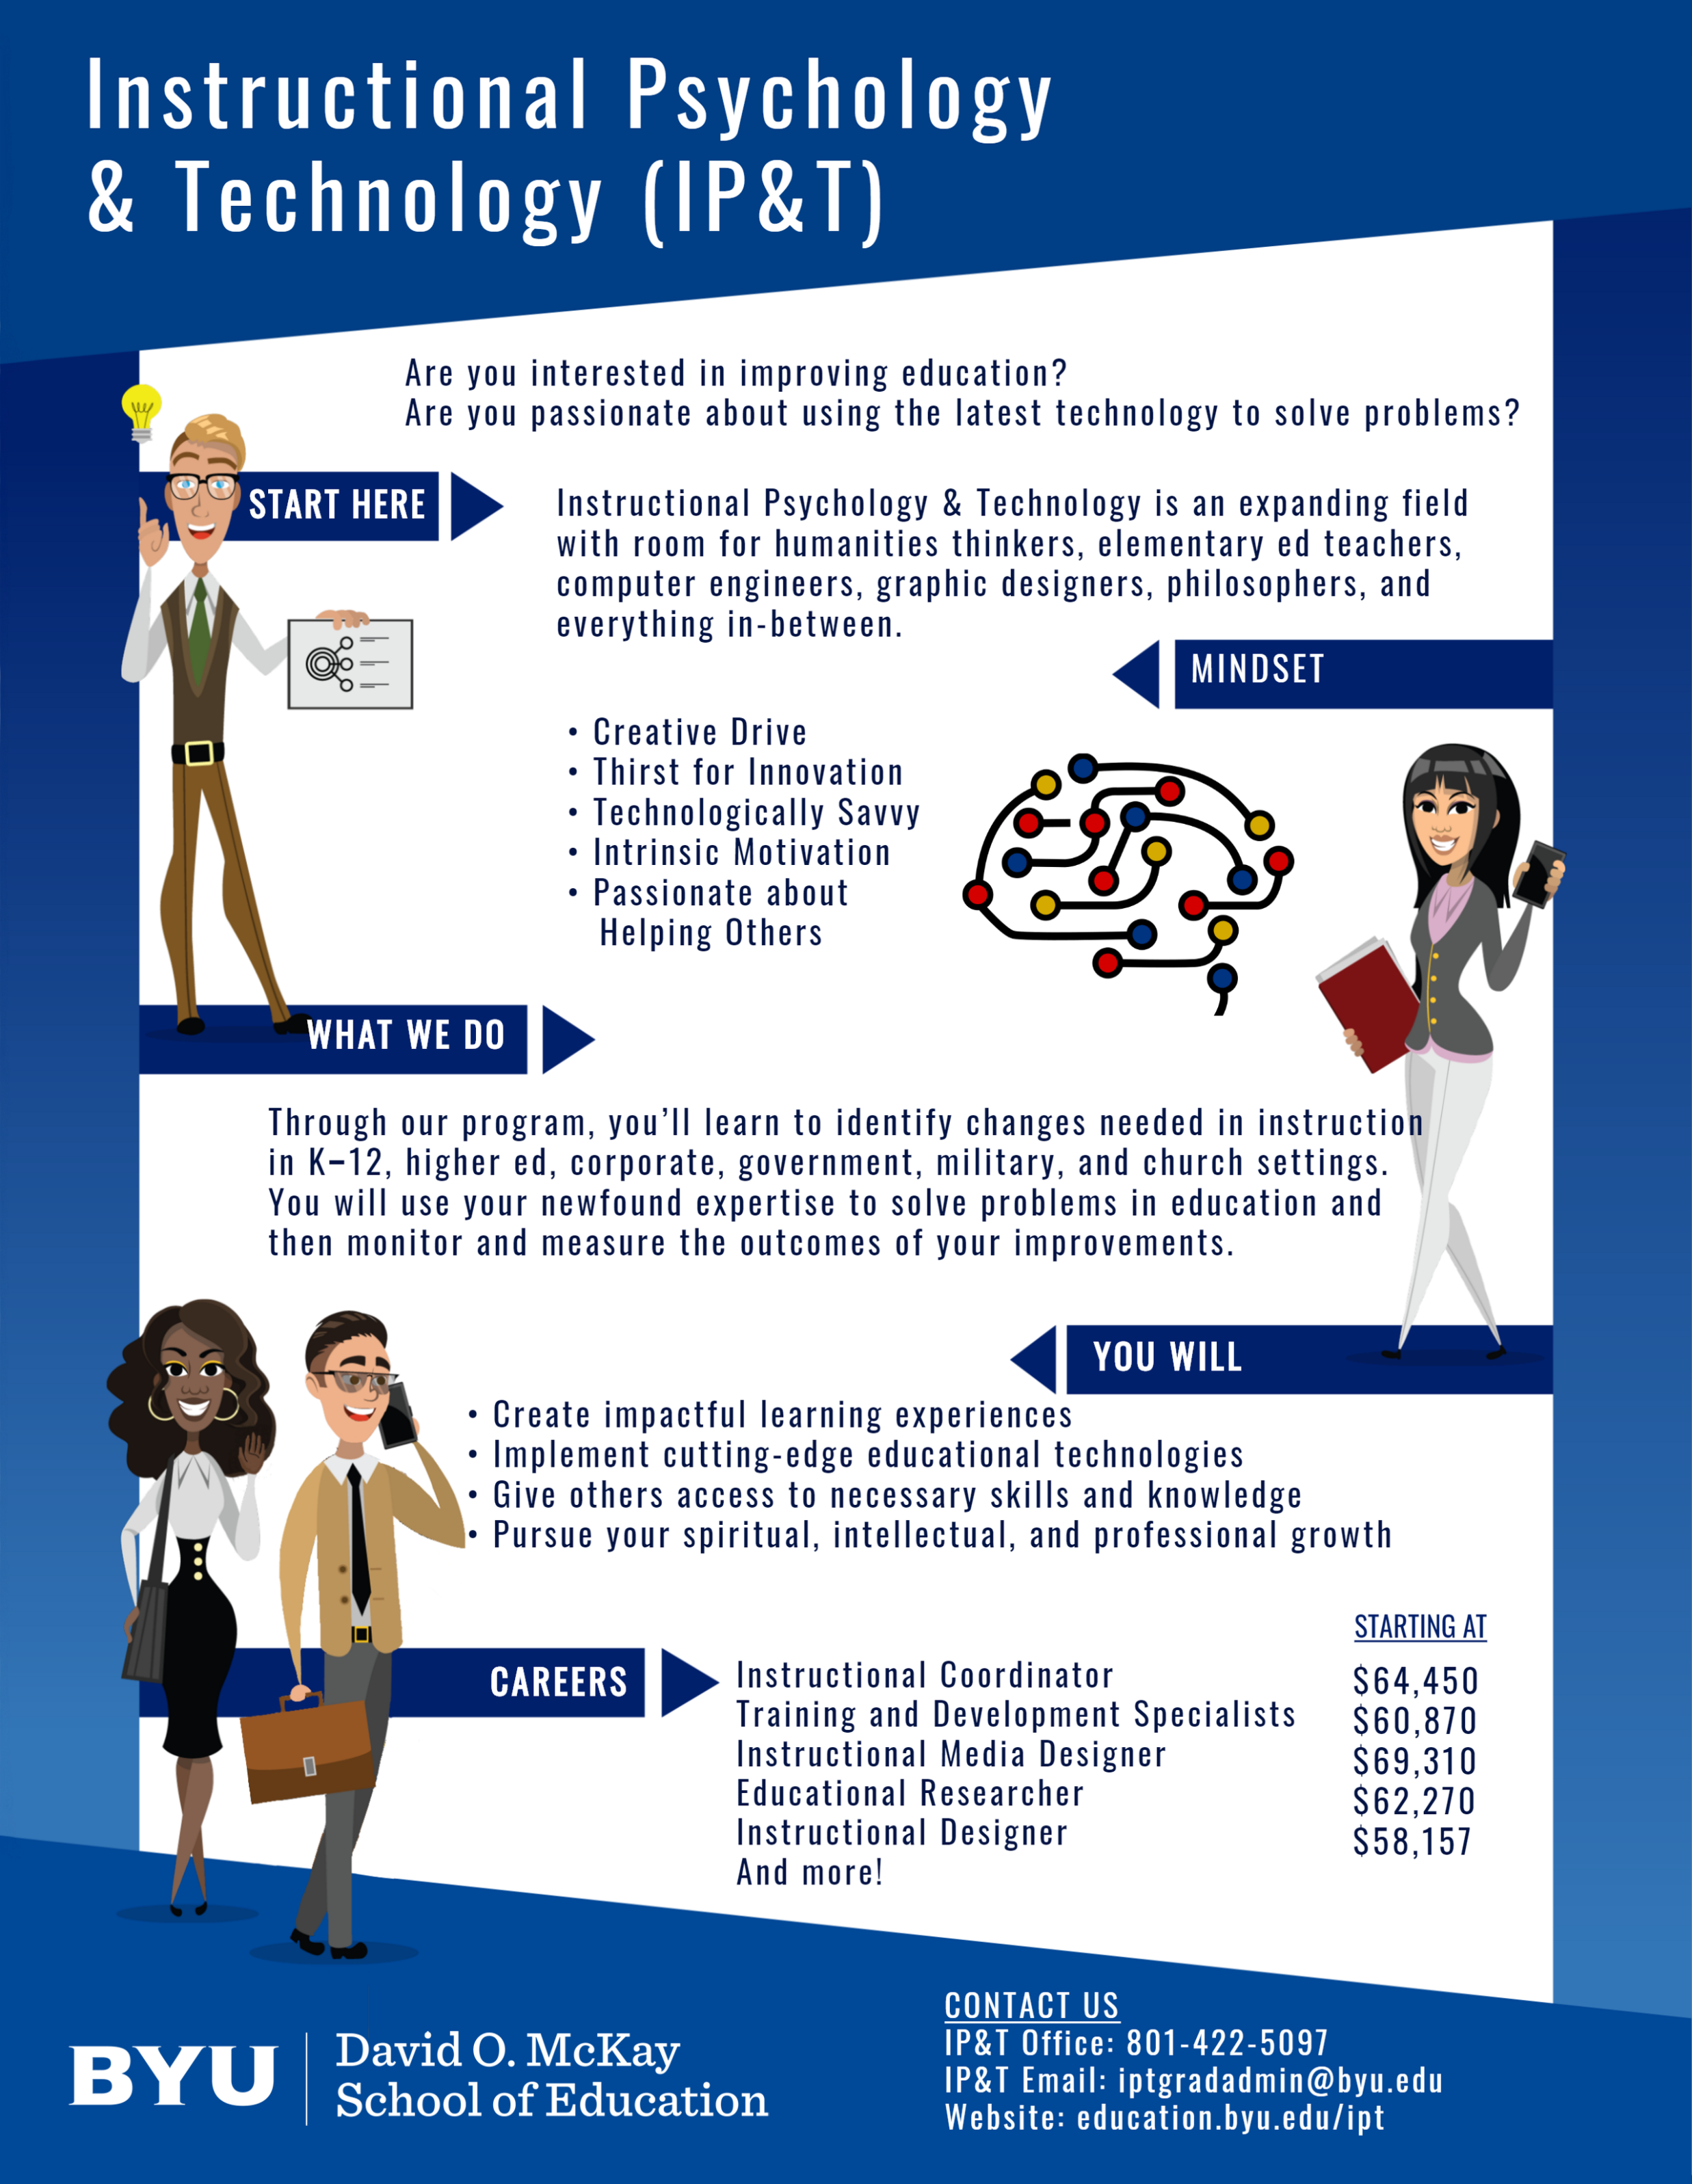 Instructional Psychology
& Technology (IP&T)
Are you interested in improving education?
Are you passionate about using the latest technology to solve problems?
START HERE
Instructional Psychology & Technology is an expanding field
with room for humanities thinkers, elementary ed teachers,
computer engineers, graphic designers, philosophers, and
everything in-between.
MINDSET
• Creative Drive
• Thirst for Innovation
• Technologically Savvy
• Intrinsic Motivation
• Passionate about
Helping Others
WHAT WE DO
Through our program, you’ll learn to identify changes needed in instruction
in K–12, higher ed, corporate, government, military, and church settings.
You will use your newfound expertise to solve problems in education and
then monitor and measure the outcomes of your improvements.
YOU WILL
• Create impactful learning experiences
• Implement cutting-edge educational technologies
• Give others access to necessary skills and knowledge
• Pursue your spiritual, intellectual, and professional growth
STARTING AT
CAREERS
Instructional Coordinator $64,450
Training and Development Specialists $60,870
Instructional Media Designer $69,310
Educational Researcher $62,270
Instructional Designer $58,157
And more!
BYU
David O. McKay
School of Education
CONTACT US
IP&T Office: 801-422-5097
IP&T Email: iptgradadmin@byu.edu
Website: education.byu.edu/ipt